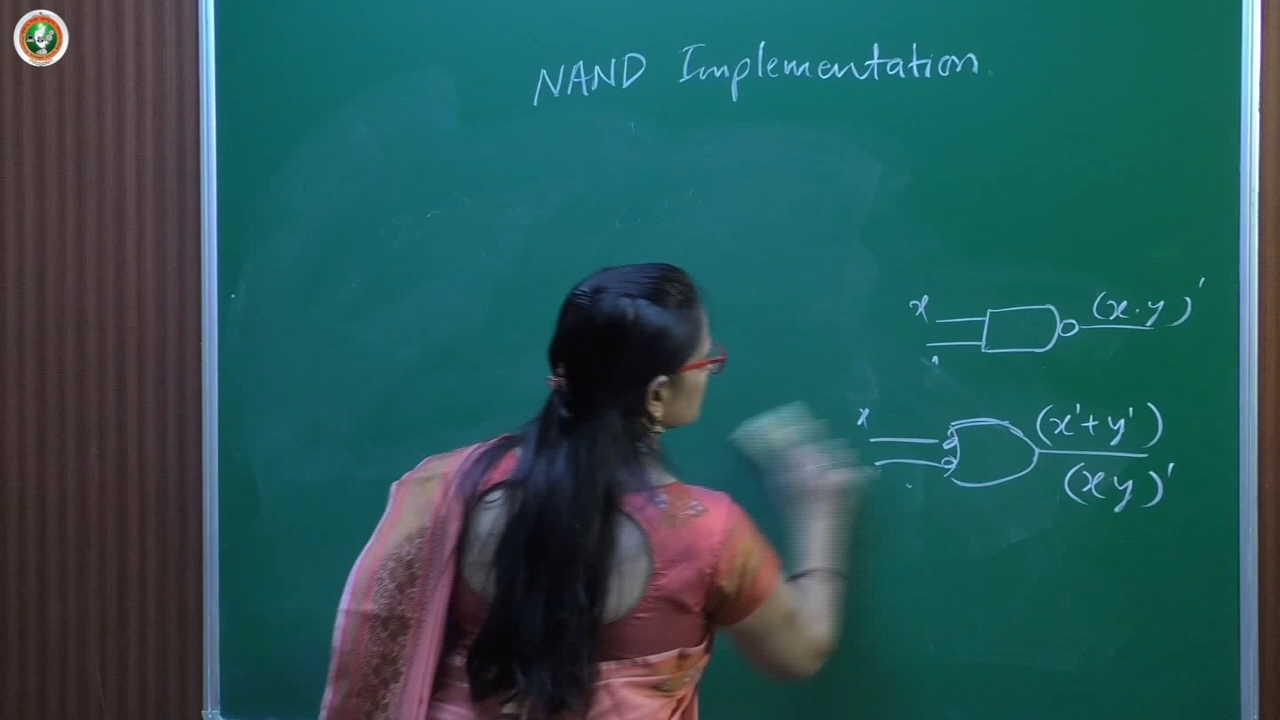 NAND Implementation
x
(x.y)'
x
(x'+y')
(xy)'